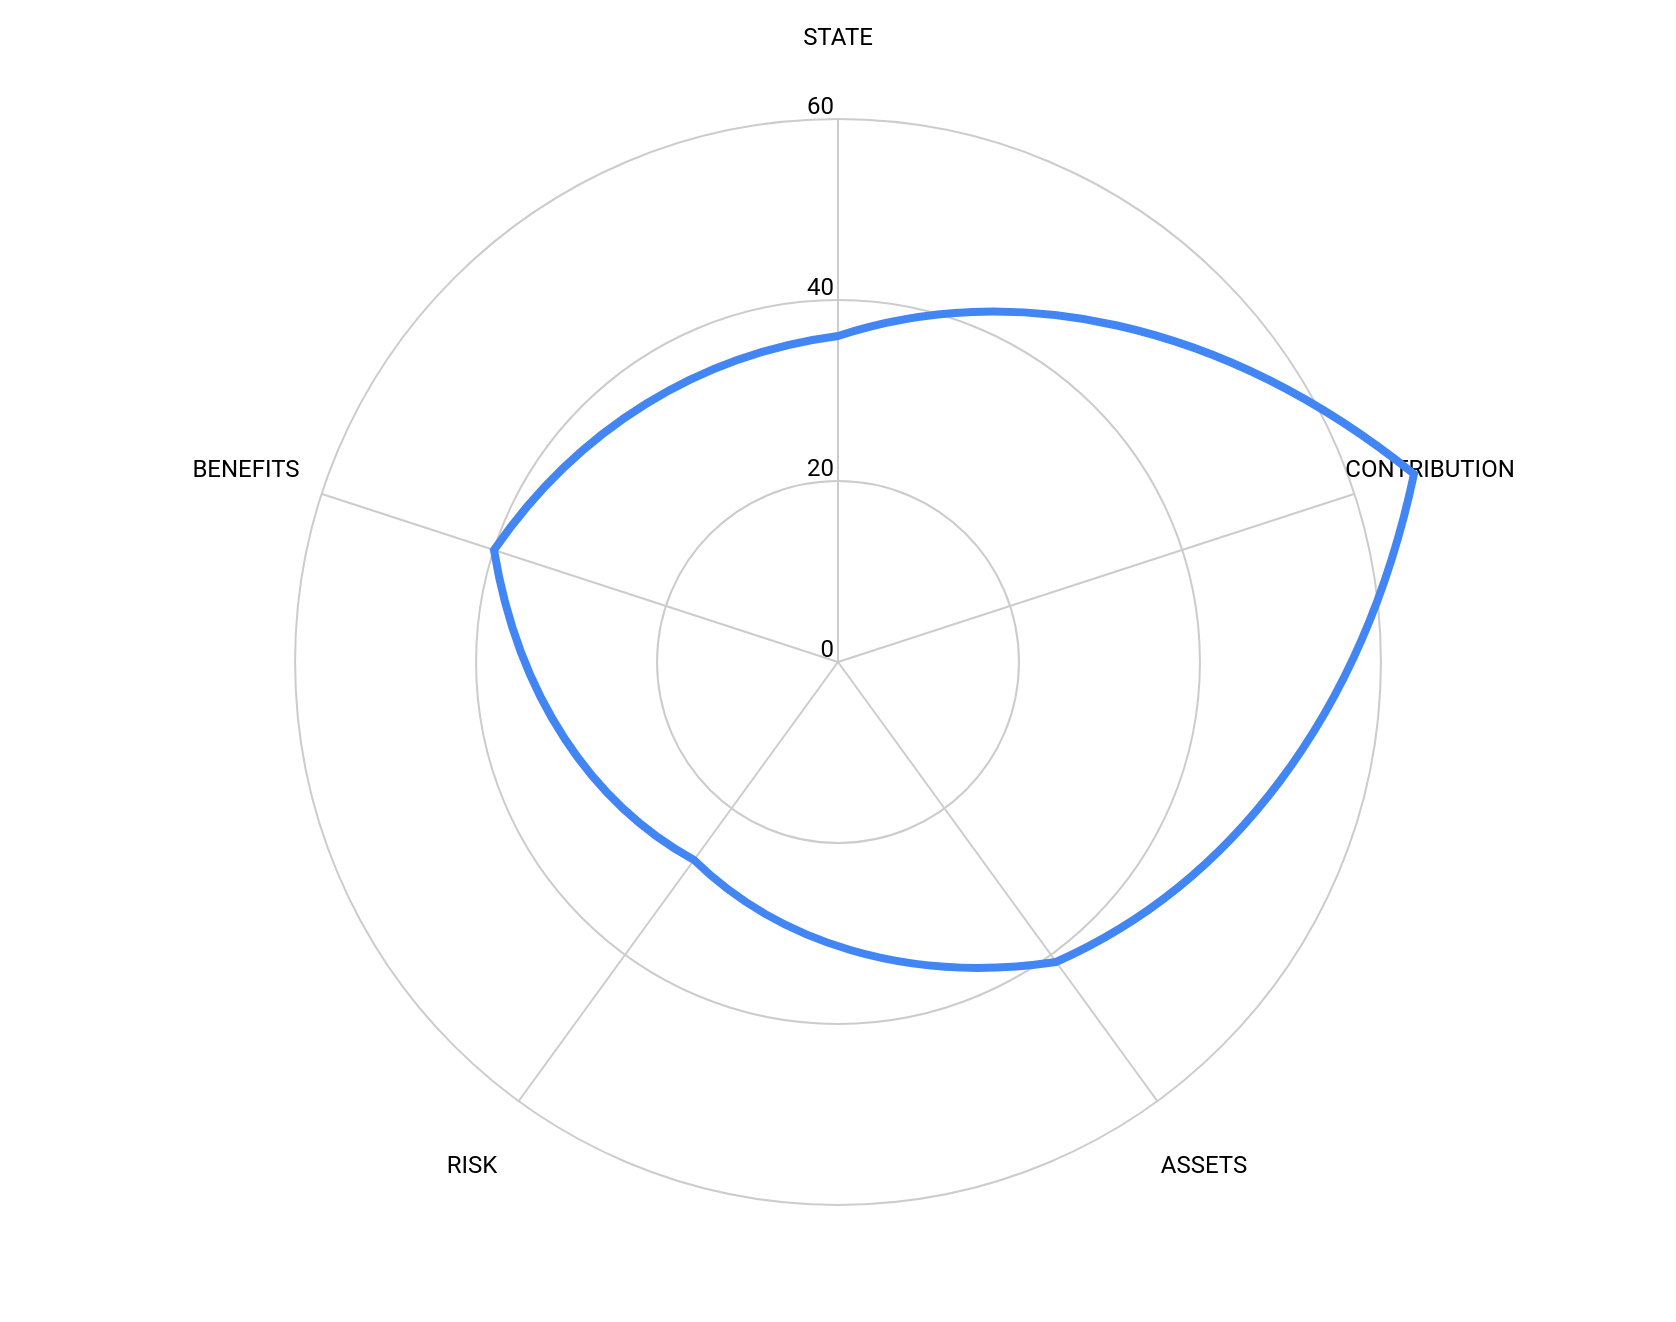 STATE
60
40
BENEFITS
20
CONTRIBUTION
0
RISK
ASSETS